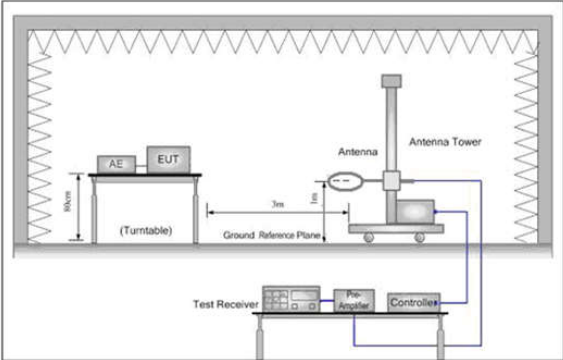 AE
EUT
80cm
(Turntable)
3m
Antenna
Antenna Tower
1m
Ground Reference Plane
Test Receiver
Pre-
Amplifier
Controller